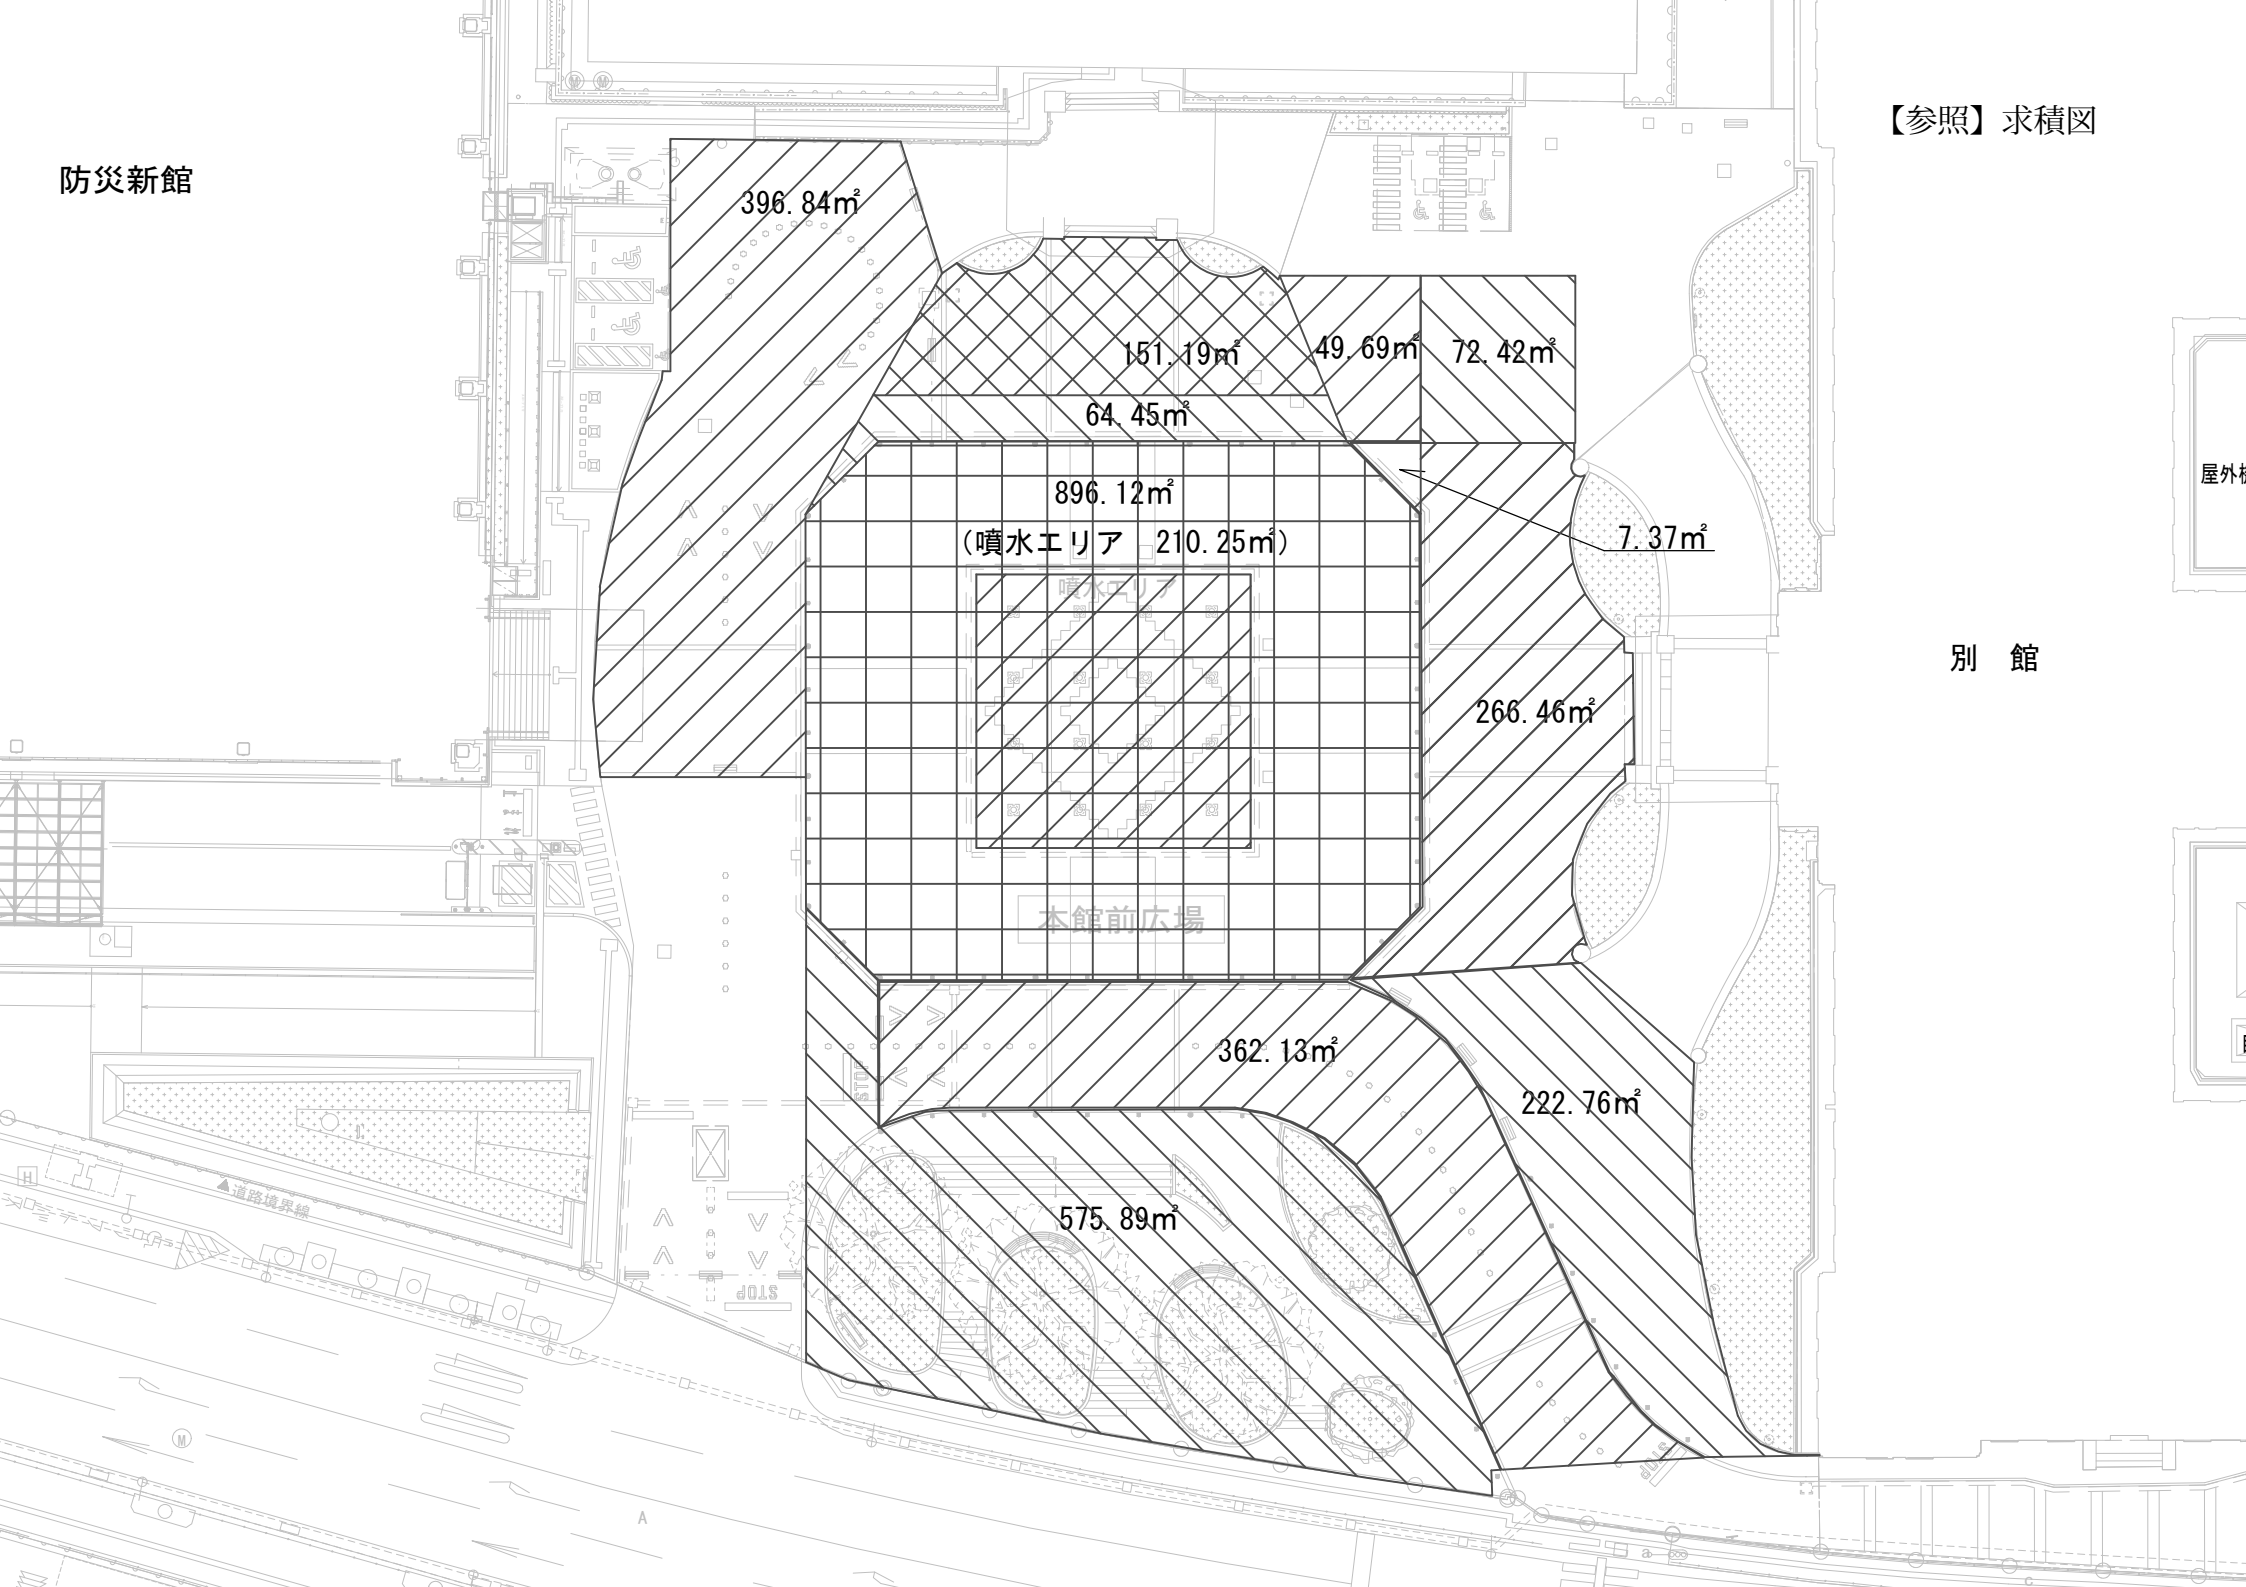 【参照】求積図
防災新館
396.84㎡
151.19㎡
49.69㎡
72.42㎡
64.45㎡
896.12㎡
(噴水エリア 210.25㎡)
7.37㎡
噴水エリア
屋外
別 館
266.46㎡
本館前広場
362.13㎡
222.76㎡
575.89㎡
STOP
STOP
STOP
▲道路境界線
H
M
M
M
A
C